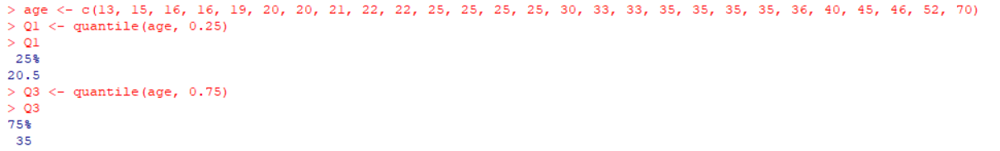 > age <- c(13, 15, 16, 16, 19, 20, 20, 21, 22, 22, 25, 25, 25, 25, 30, 33, 33, 35, 35, 35, 35, 36, 40, 45, 46, 52, 70)
> Q1 <- quantile(age, 0.25)
> Q1
 25%
20.5
> Q3 <- quantile(age, 0.75)
> Q3
75%
 35